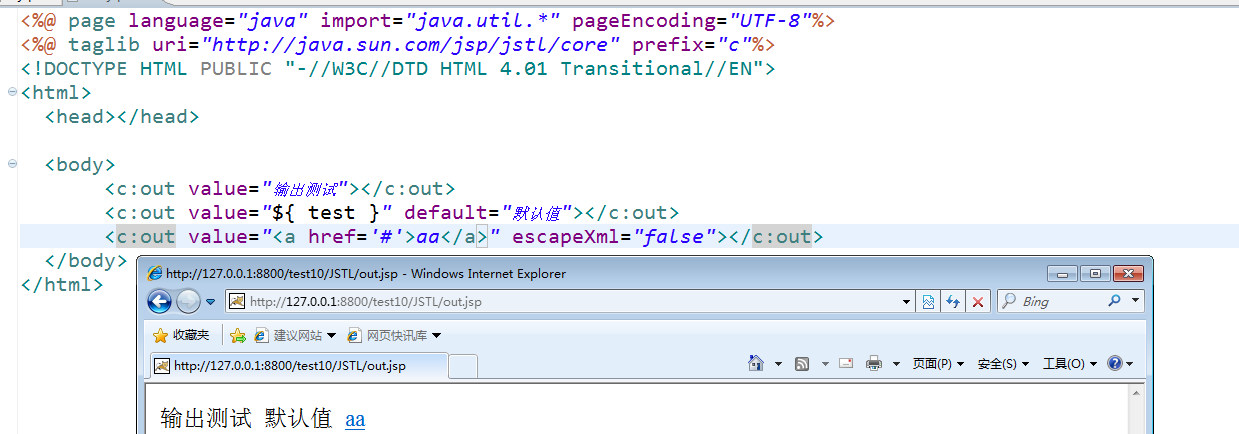 <%@ page language="java" import="java.util.*" pageEncoding="UTF-8"%>
<%@ taglib uri="http://java.sun.com/jsp/jstl/core" prefix="c"%>
<!DOCTYPE HTML PUBLIC "-//W3C//DTD HTML 4.01 Transitional//EN">
<html>
<head></head>
<body>
<c:out value="输出测试"></c:out>
<c:out value="${ test }" default="默认值"></c:out>
<c:out value="<a href='#'>aa</a>" escapeXml="false"></c:out>
</body>
</html>
http://127.0.0.1:8800/test10/JSTL/out.jsp - Windows Internet Explorer
http://127.0.0.1:8800/test10/JSTL/out.jsp Bing
收藏夹 建议网站 网页快讯库
http://127.0.0.1:8800/test10/JSTL/out.jsp 页面(P) 安全(S) 工具(O)
输出测试 默认值 aa